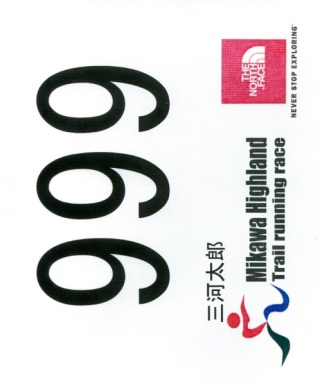 999
三河太郎
Mikawa Highland
Trail running race
THE
NORTH
FACE
NEVER STOP EXPLORING